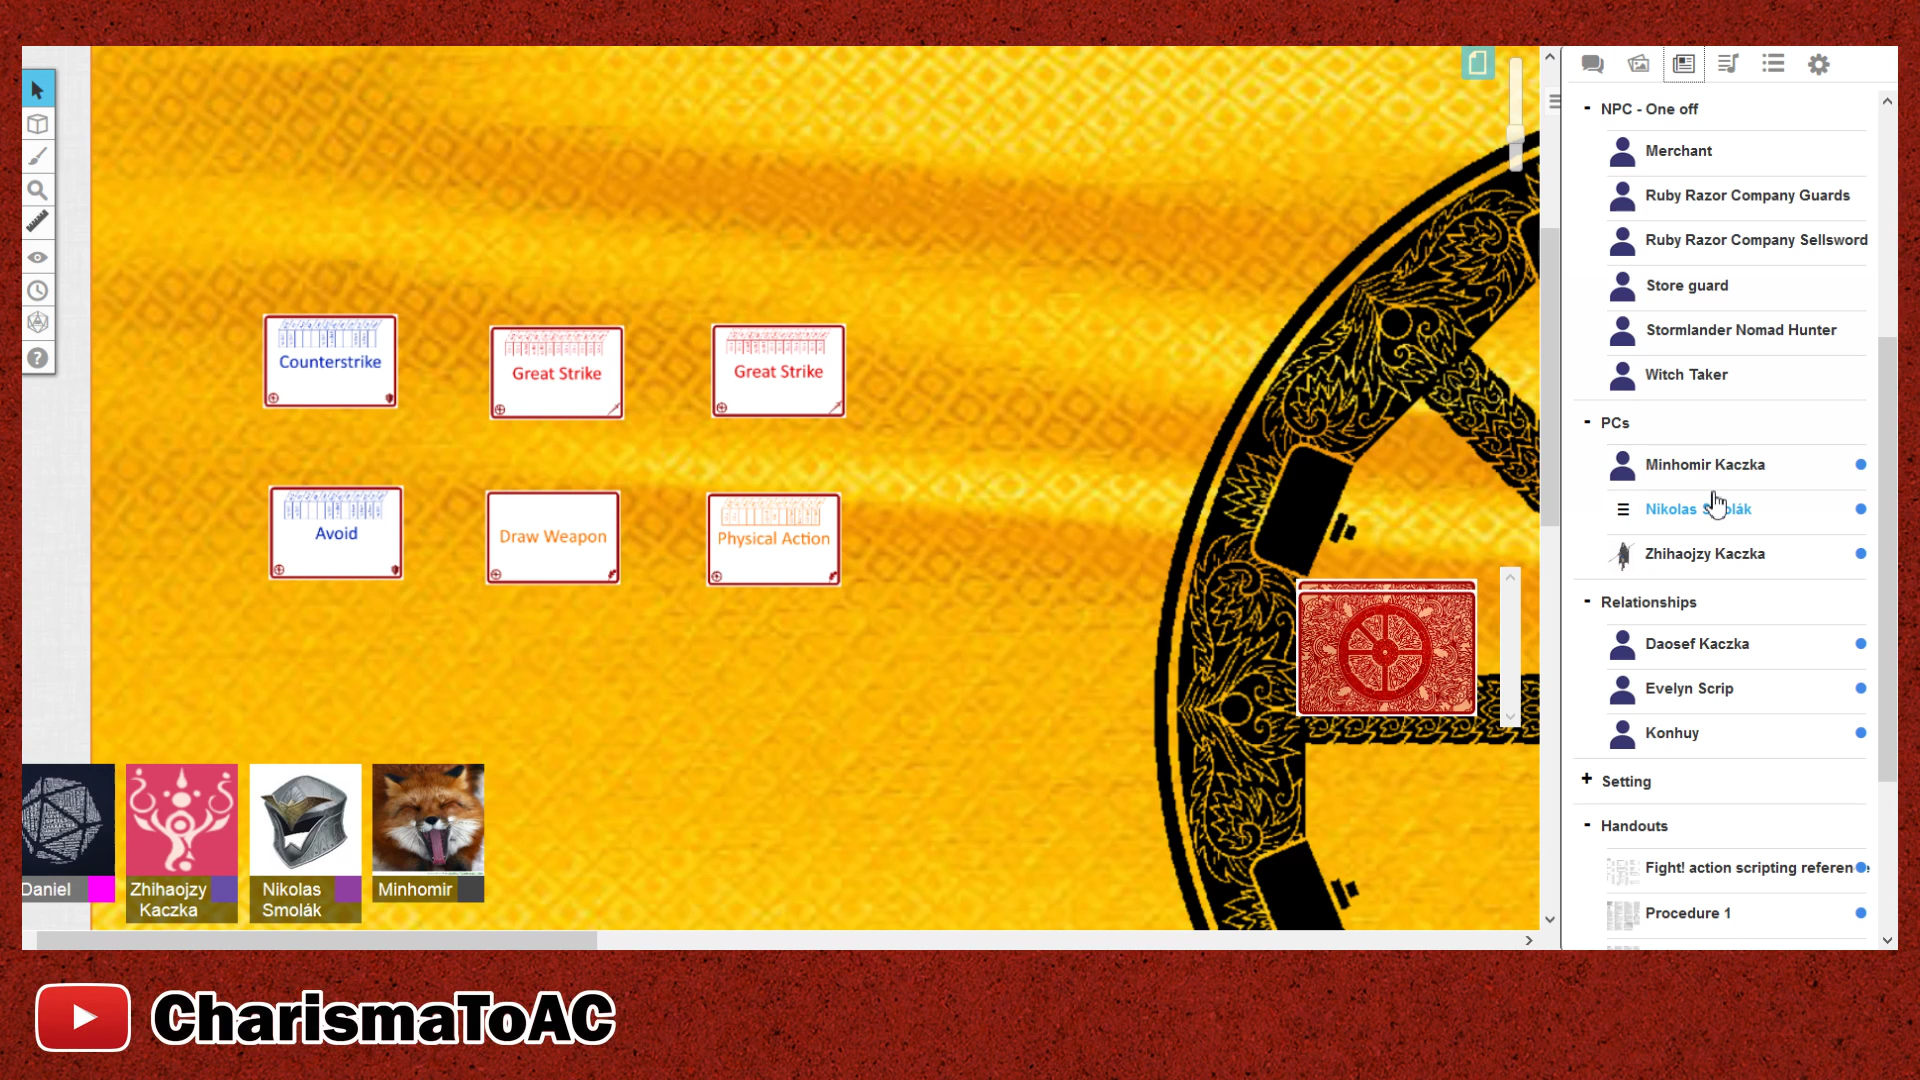 Counterstrike
Great Strike
Great Strike
Avoid
Draw Weapon
Physical Action
Daniel
Zhihaojzy
Kaczka
Nikolas
Smolák
Minhomir
- NPC - One off
Merchant
Ruby Razor Company Guards
Ruby Razor Company Sellsword
Store guard
Stormlander Nomad Hunter
Witch Taker
- PCs
Minhomir Kaczka
Nikolas Smolák
Zhihaojzy Kaczka
- Relationships
Daosef Kaczka
Evelyn Scrip
Konhuy
+ Setting
- Handouts
Fight! action scripting referen
Procedure 1
CharismaToAC